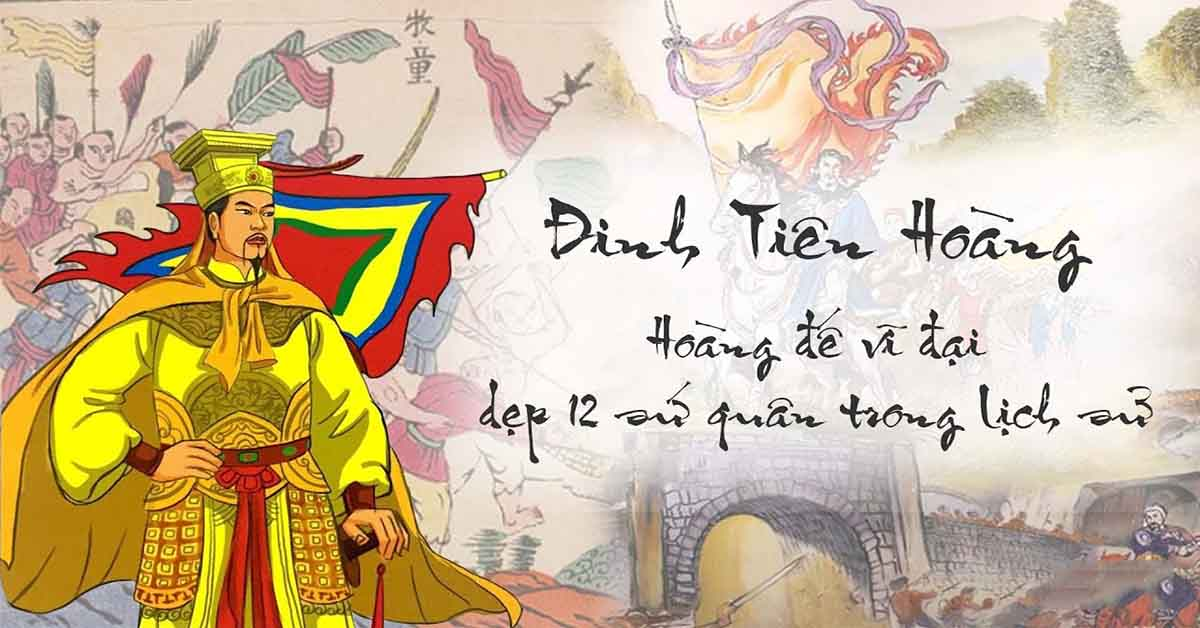 牧童
Đinh Tiên Hoàng
Hoàng đế vĩ đại
dẹp 12 sứ quân trong lịch sử